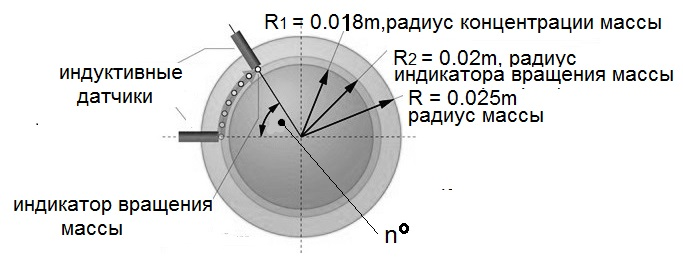 R1 = 0.018m,радиус концентрации массы
R2 = 0.02m, радиус
индикатора вращения массы
R = 0.025m
радиус массы
индуктивные
датчики
индикатор вращения
массы
n°